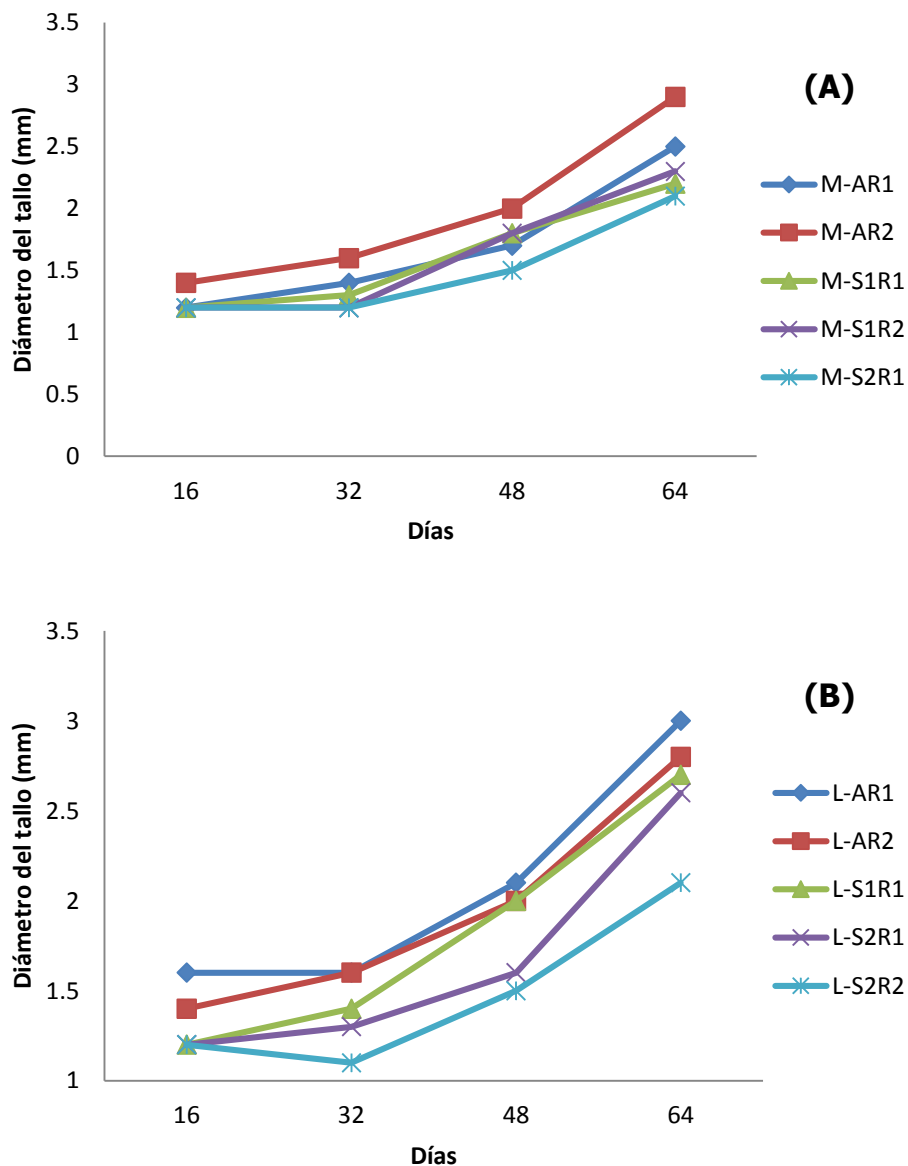 3.5
3
2.5
2
1.5
1
0.5
0
Diámetro del tallo (mm)
16 32 48 64
Días
(A)
M-AR1
M-AR2
M-S1R1
M-S1R2
M-S2R1
3.5
3
2.5
2
1.5
1
Diámetro del tallo (mm)
16 32 48 64
Días
(B)
L-AR1
L-AR2
L-S1R1
L-S2R1
L-S2R2